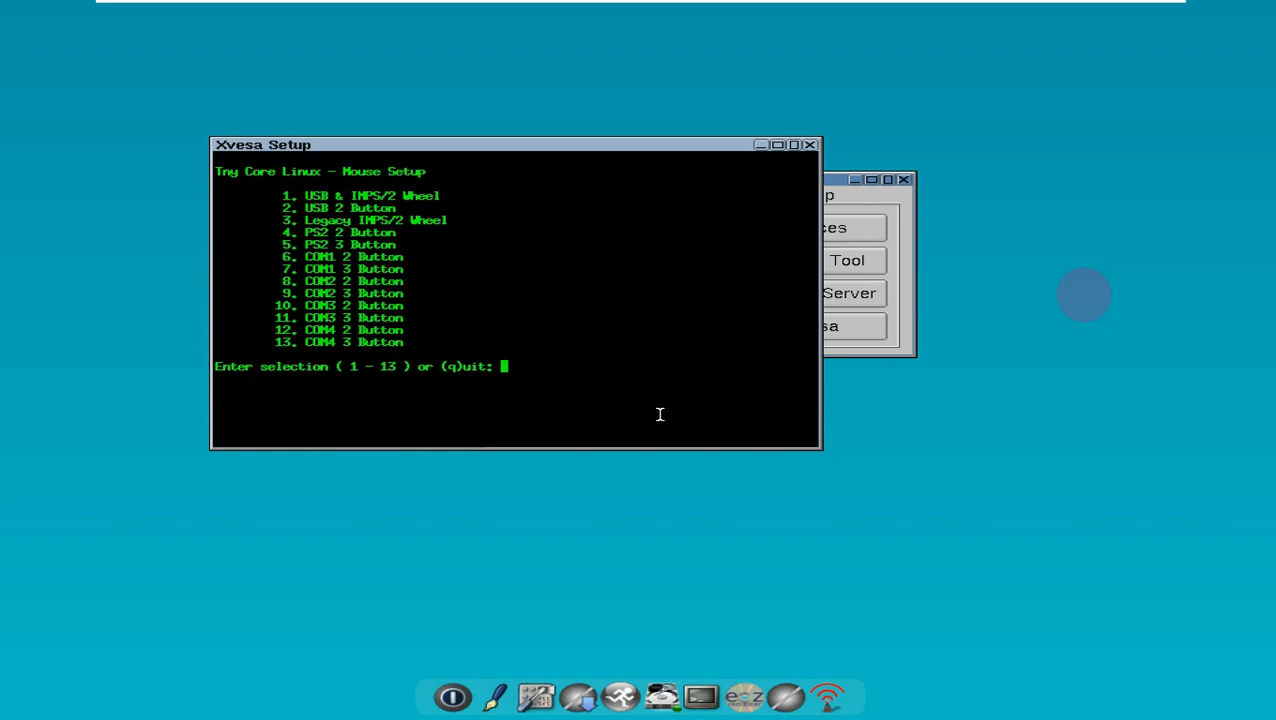 Xvesa Setup
Tny Core Linux - Mouse Setup
1. USB & IMPS/2 Wheel
2. USB 2 Button
3. Legacy IMPS/2 Wheel
4. PS2 2 Button
5. PS2 3 Button
6. COM1 2 Button
7. COM1 3 Button
8. COM2 2 Button
9. COM2 3 Button
10. COM3 2 Button
11. COM3 3 Button
12. COM4 2 Button
13. COM4 3 Button
Enter selection ( 1 - 13 ) or (q)uit:
p
ces
Tool
Server
sa
eaz